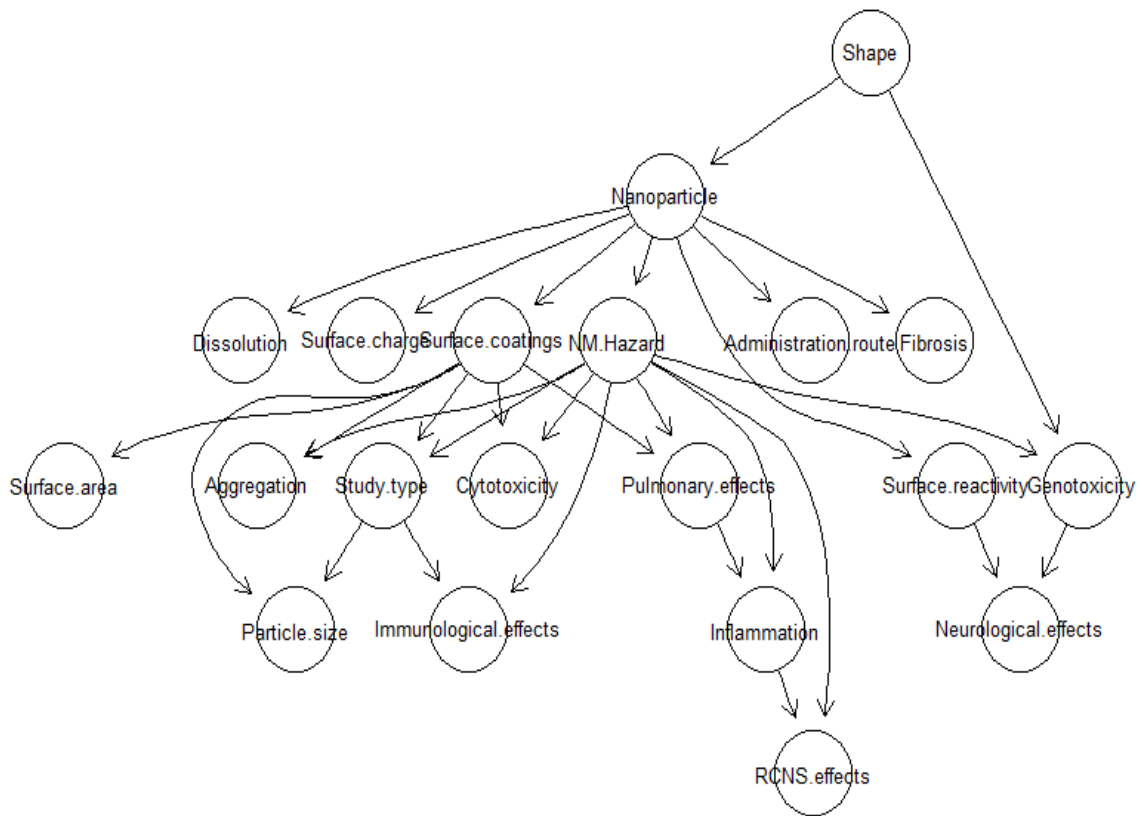 Shape
Nanoparticle
Dissolution
Surface.charge
Surface.coatings
NM.Hazard
Administration.route
Fibrosis
Surface.area
Aggregation
Study.type
Cytotoxicity
Pulmonary.effects
Surface.reactivity
Genotoxicity
Particle.size
Immunological.effects
Inflammation
Neurological.effects
RCNS.effects